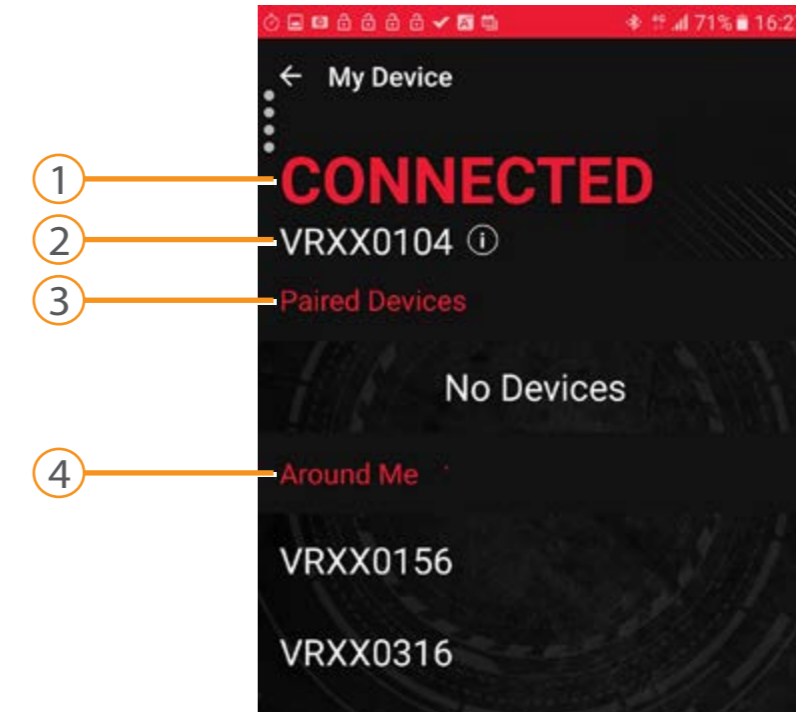 71% 16:2
← My Device
1
CONNECTED
2
VRXX0104 ⓘ
3
Paired Devices
No Devices
4
Around Me
VRXX0156
VRXX0316